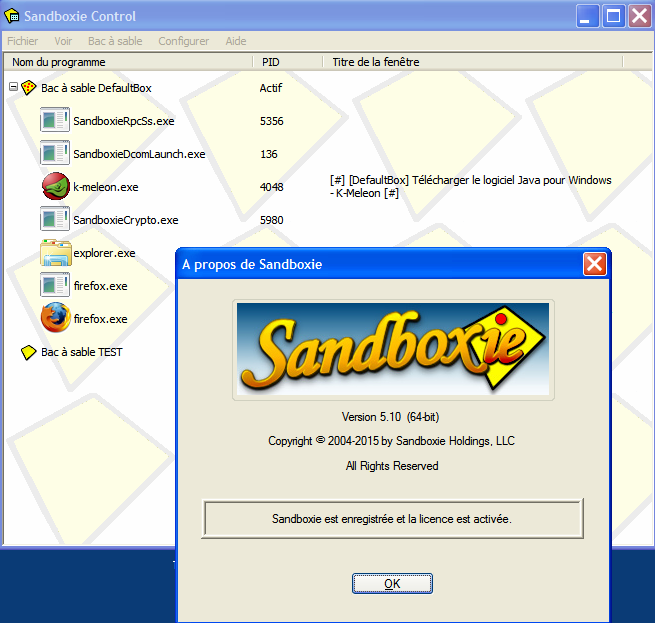 Sandboxie Control
Fichier Voir Bac à sable Configurer Aide
Nom du programme PID Titre de la fenêtre
Bac à sable DefaultBox Actif
SandboxieRpcSs.exe 5356
SandboxieDcomLaunch.exe 136
k-meleon.exe 4048 [#] [DefaultBox] Télécharger le logiciel Java pour Windows
- K-Meleon [#]
SandboxieCrypto.exe 5980
explorer.exe
firefox.exe
firefox.exe
Bac à sable TEST
A propos de Sandboxie
Sandboxie
Version 5.10 (64-bit)
Copyright © 2004-2015 by Sandboxie Holdings, LLC
All Rights Reserved
Sandboxie est enregistrée et la licence est activée.
OK